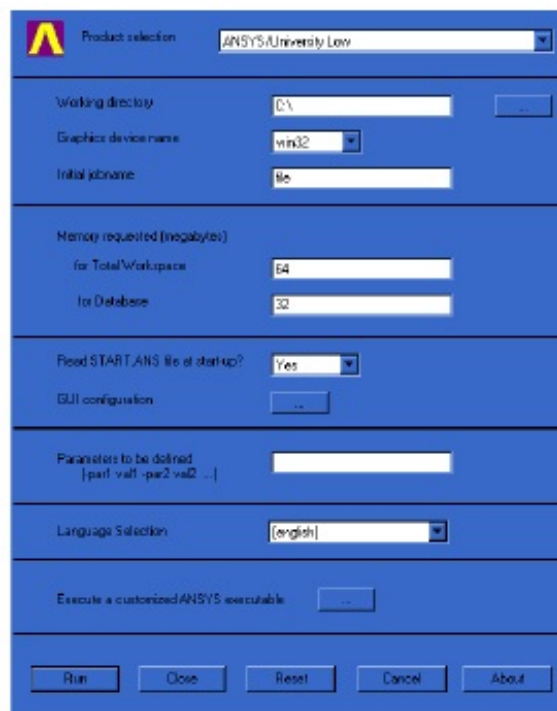 Product selection ANSYS/University Low
Working directory C:\ ...
Graphics device name win32
Initial jobname file
Memory requested (megabytes)
for Total Workspace 64
for Database 32
Read START.ANS file at start-up? Yes
GUI configuration ...
Parameters to be defined
(-par1 val1 -par2 val2 ...)
Language Selection [english]
Execute a customized ANSYS executable ...
Run Close Reset Cancel About